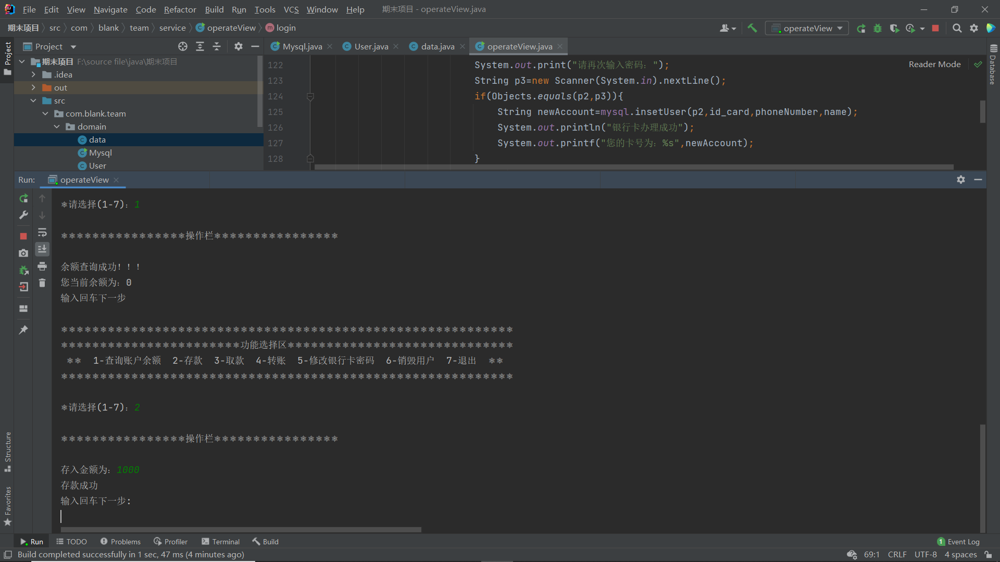 File Edit View Navigate Code Refactor Build Run Tools VCS Window Help 期末项目 - operateView.java
期末项目 src com blank team service operateView login
operateView
Project
Mysql.java User.java data.java operateView.java
期末项目 F:\source file\java\期末项目
.idea
out
src
com.blank.team
domain
data
Mysql
User
122 System.out.print("请再次输入密码：");
123 String p3=new Scanner(System.in).nextLine();
124 if(Objects.equals(p2,p3)){
125 String newAccount=mysql.insetUser(p2,id_card,phoneNumber,name);
126 System.out.println("银行卡办理成功");
127 System.out.printf("您的卡号为：%s",newAccount);
128 }
Reader Mode
Project
Database
Structure
Favorites
Run: operateView
❄请选择(1-7)：1
❄❄❄❄❄❄❄❄❄❄❄❄❄❄❄❄操作栏❄❄❄❄❄❄❄❄❄❄❄❄❄❄❄❄
余额查询成功！！！
您当前余额为：0
输入回车下一步
❄❄❄❄❄❄❄❄❄❄❄❄❄❄❄❄❄❄❄❄❄❄❄❄❄❄❄❄❄❄❄❄❄❄❄❄❄❄❄❄❄❄❄❄❄❄❄❄❄❄❄❄❄❄❄❄❄❄
❄❄❄❄❄❄❄❄❄❄❄❄❄❄❄❄❄❄❄❄❄❄❄功能选择区❄❄❄❄❄❄❄❄❄❄❄❄❄❄❄❄❄❄❄❄❄❄❄❄❄❄❄❄❄
❄❄ 1-查询账户余额 2-存款 3-取款 4-转账 5-修改银行卡密码 6-销毁用户 7-退出 ❄❄
❄❄❄❄❄❄❄❄❄❄❄❄❄❄❄❄❄❄❄❄❄❄❄❄❄❄❄❄❄❄❄❄❄❄❄❄❄❄❄❄❄❄❄❄❄❄❄❄❄❄❄❄❄❄❄❄❄❄
❄请选择(1-7)：2
❄❄❄❄❄❄❄❄❄❄❄❄❄❄❄❄操作栏❄❄❄❄❄❄❄❄❄❄❄❄❄❄❄❄
存入金额为：1000
存款成功
输入回车下一步：
Run TODO Problems Profiler Terminal Build 1 Event Log
Build completed successfully in 1 sec, 47 ms (4 minutes ago) 69:1 CRLF UTF-8 4 spaces